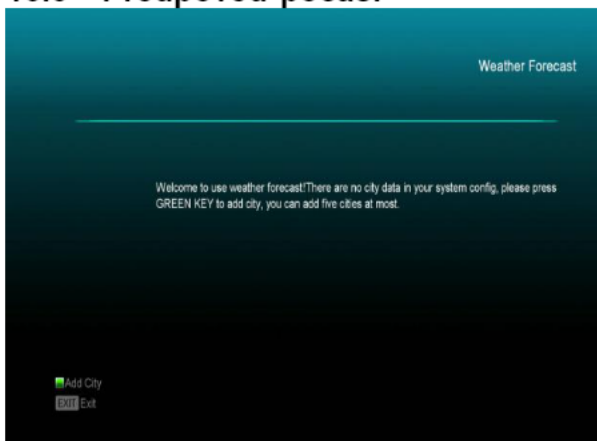 Weather Forecast
Welcome to use weather forecast!There are no city data in your system config, please press
GREEN KEY to add city, you can add five cities at most.
Add City
EXIT Exit